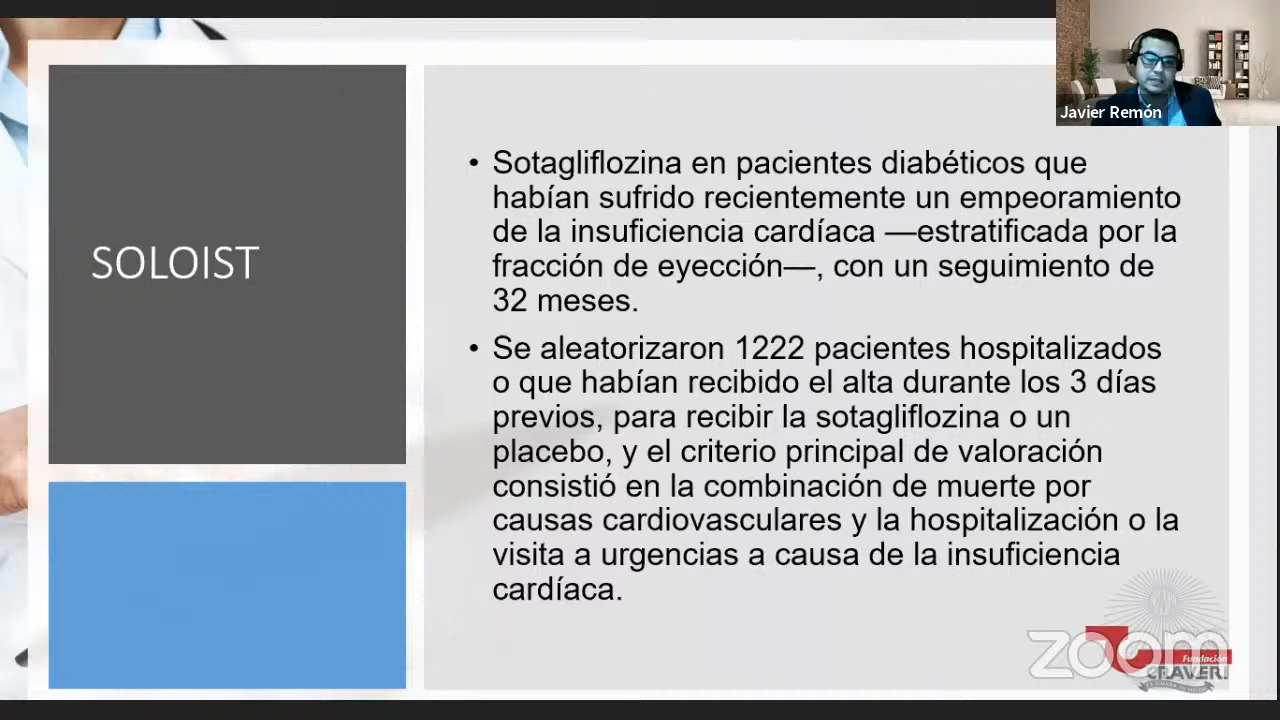 Javier Remón
SOLOIST
• Sotagliflozina en pacientes diabéticos que
habían sufrido recientemente un empeoramiento
de la insuficiencia cardíaca —estratificada por la
fracción de eyección—, con un seguimiento de
32 meses.
• Se aleatorizaron 1222 pacientes hospitalizados
o que habían recibido el alta durante los 3 días
previos, para recibir la sotagliflozina o un
placebo, y el criterio principal de valoración
consistió en la combinación de muerte por
causas cardiovasculares y la hospitalización o la
visita a urgencias a causa de la insuficiencia
cardíaca.
zoom
Fundación
CRAVERI